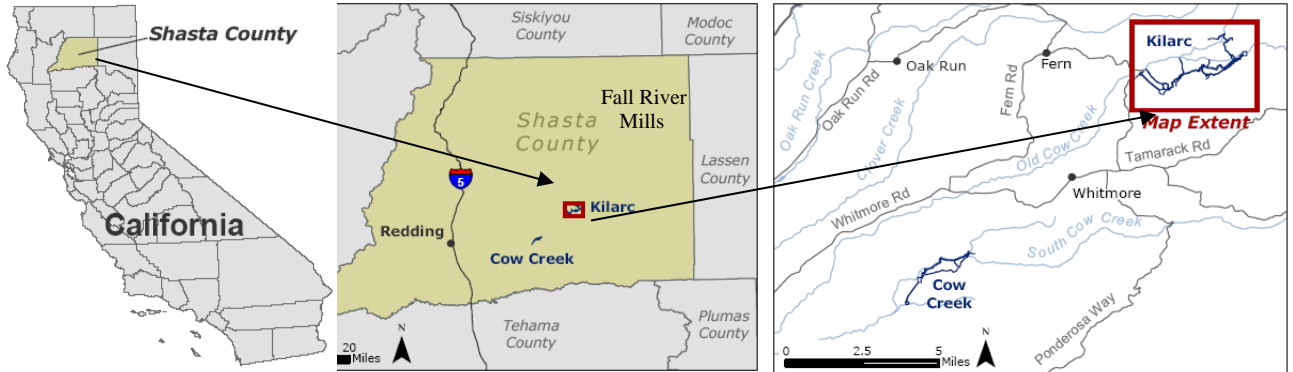 Shasta County
California
Siskiyou
County
Modoc
County
Fall River
Mills
Shasta
County
Lassen
County
5
Kilarc
Redding
Cow Creek
Tehama
County
Plumas
County
N
20
Miles
Kilarc
Oak Run
Fern
Oak Run Creek
Oak Run Rd
Clover Creek
Fern Rd
Map Extent
Old Cow Creek
Tamarack Rd
Whitmore
Whitmore Rd
South Cow Creek
Cow
Creek
Ponderosa Way
N
0 2.5 5
Miles